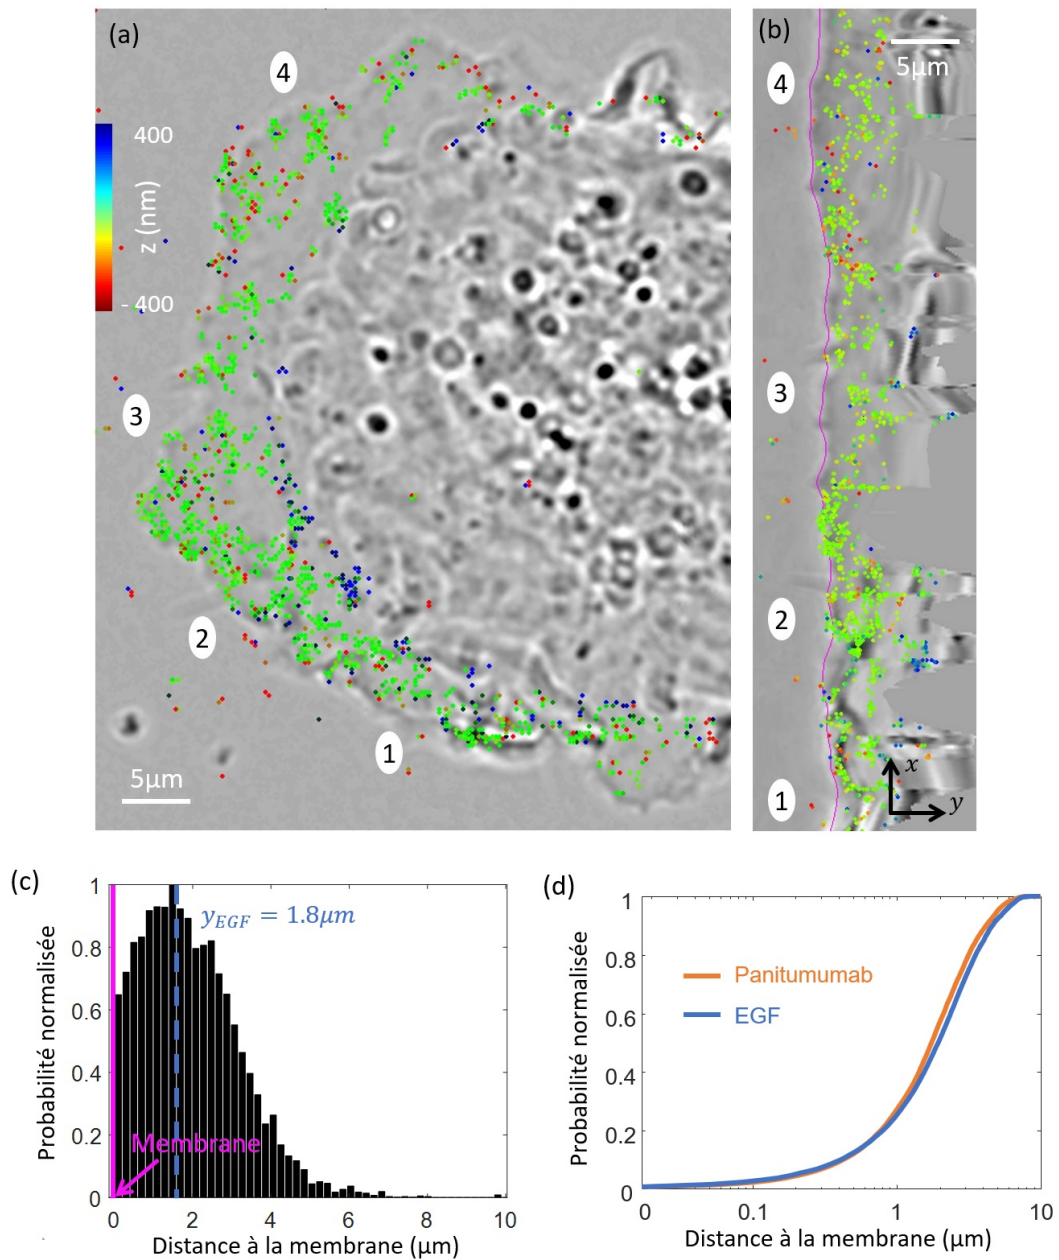 (a)
4
400
z (nm)
- 400
3
2
1
5μm
(b)
5μm
4
3
2
1
x
y
(c)
Probabilité normalisée
1
0.8
0.6
0.4
0.2
0
y_EGF = 1.8μm
Membrane
0 2 4 6 8 10
Distance à la membrane (μm)
(d)
Probabilité normalisée
1
0.8
0.6
0.4
0.2
0
Panitumumab
EGF
0 0.1 1 10
Distance à la membrane (μm)